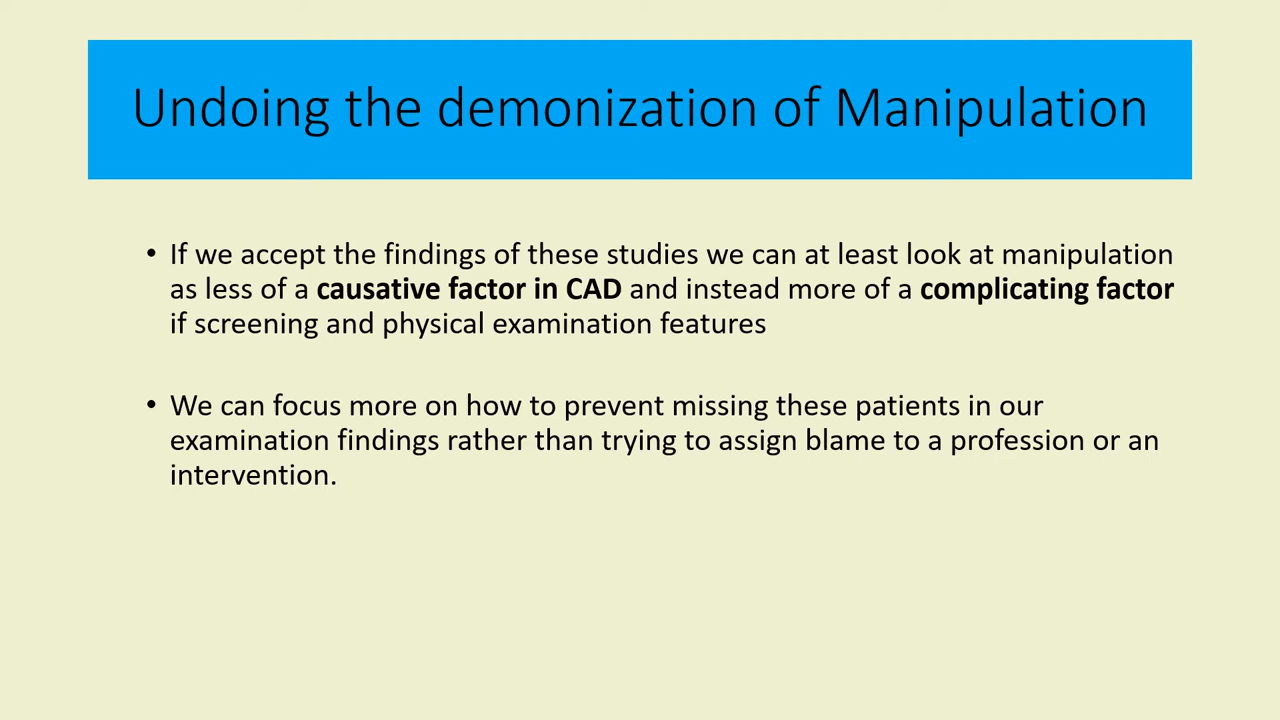 Undoing the demonization of Manipulation
• If we accept the findings of these studies we can at least look at manipulation
as less of a causative factor in CAD and instead more of a complicating factor
if screening and physical examination features
• We can focus more on how to prevent missing these patients in our
examination findings rather than trying to assign blame to a profession or an
intervention.